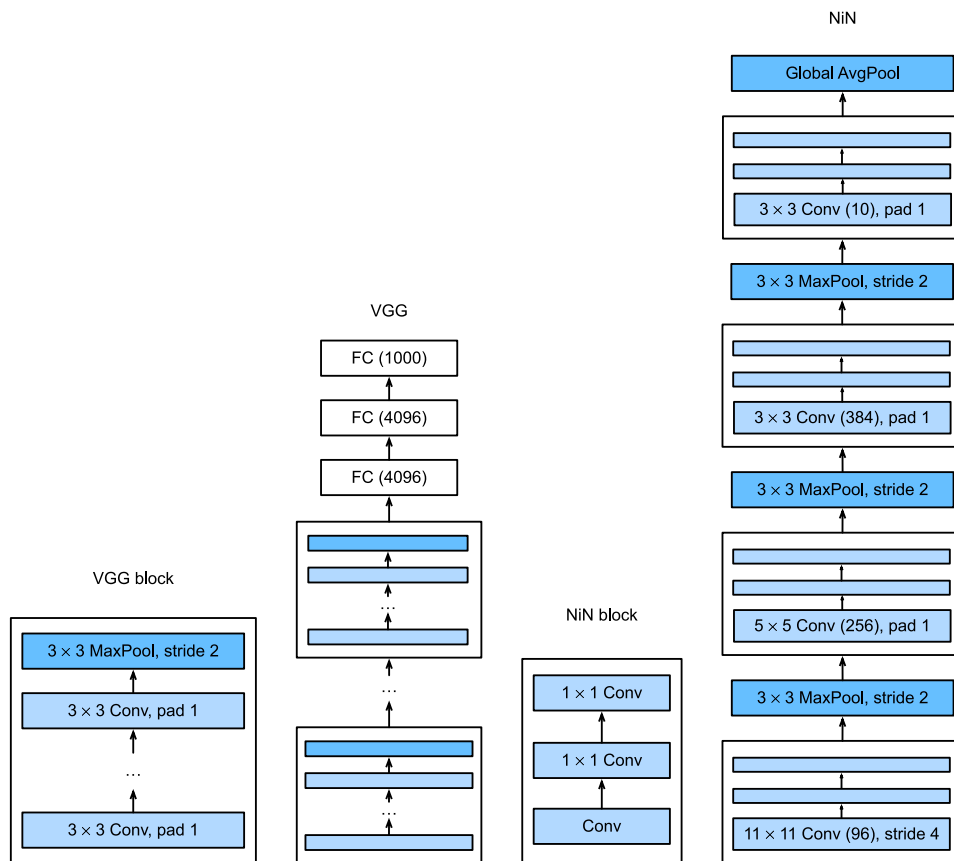 VGG block
3 × 3 MaxPool, stride 2
3 × 3 Conv, pad 1
...
3 × 3 Conv, pad 1
VGG
FC (1000)
FC (4096)
FC (4096)
...
...
...
NiN block
1 × 1 Conv
1 × 1 Conv
Conv
NiN
Global AvgPool
3 × 3 Conv (10), pad 1
3 × 3 MaxPool, stride 2
3 × 3 Conv (384), pad 1
3 × 3 MaxPool, stride 2
5 × 5 Conv (256), pad 1
3 × 3 MaxPool, stride 2
11 × 11 Conv (96), stride 4